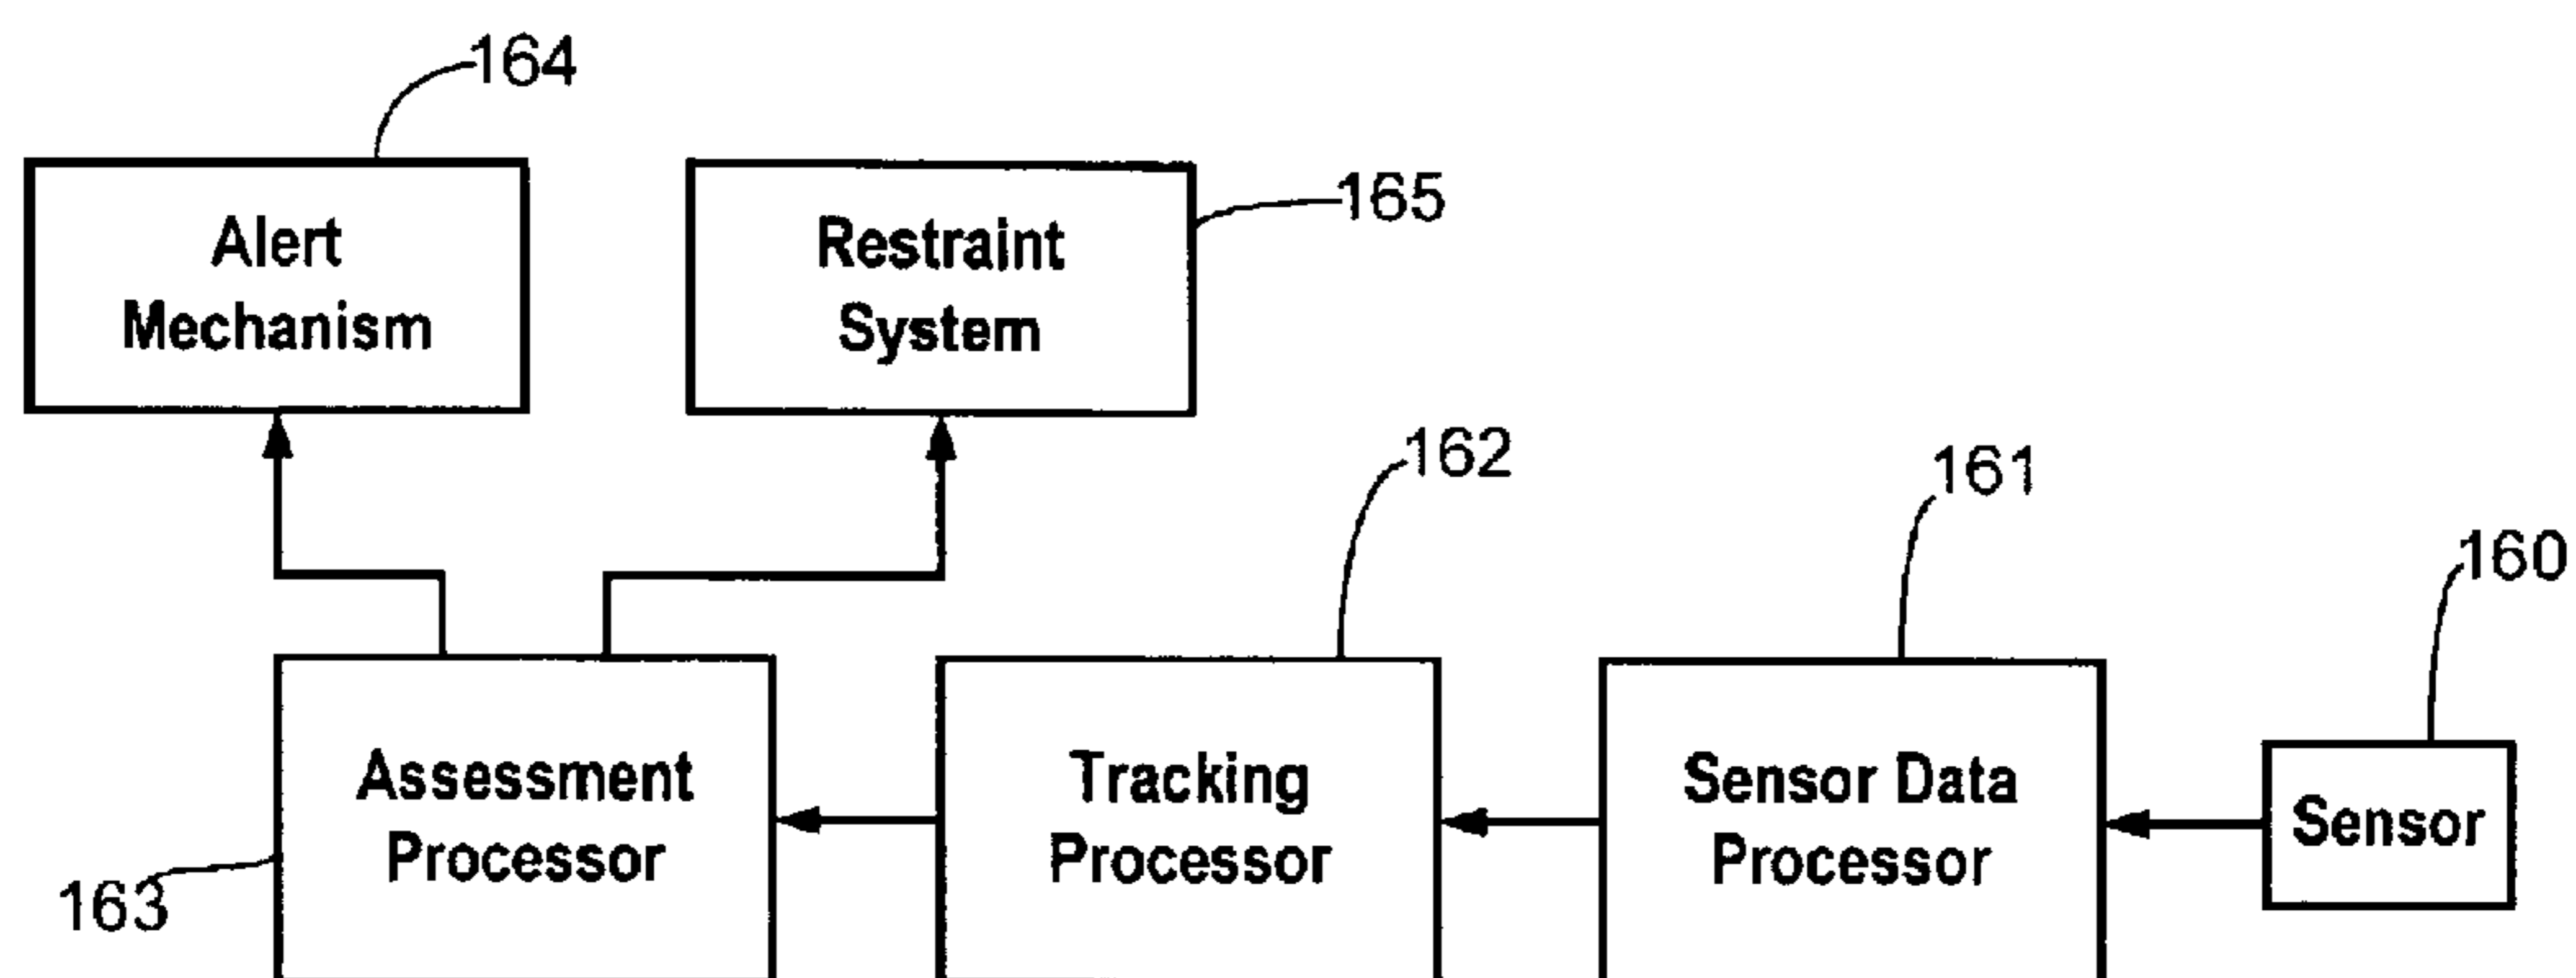 164
Alert
Mechanism
165
Restraint
System
162
161
160
Assessment
Processor
163
Tracking
Processor
Sensor Data
Processor
Sensor